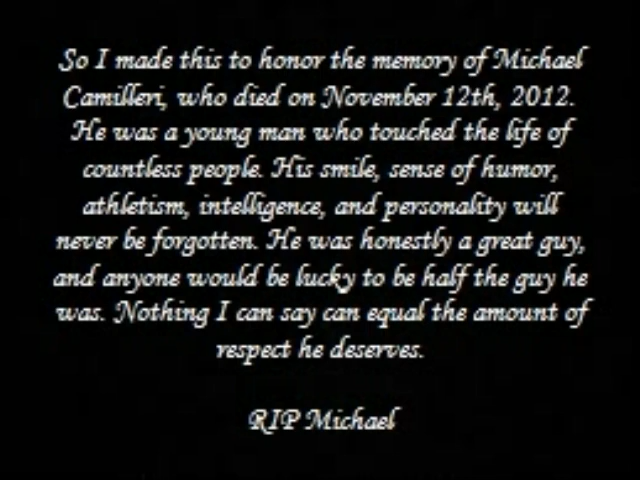 So I made this to honor the memory of Michael
Camilleri, who died on November 12th, 2012.
He was a young man who touched the life of
countless people. His smile, sense of humor,
athletism, intelligence, and personality will
never be forgotten. He was honestly a great guy,
and anyone would be lucky to be half the guy he
was. Nothing I can say can equal the amount of
respect he deserves.
RIP Michael